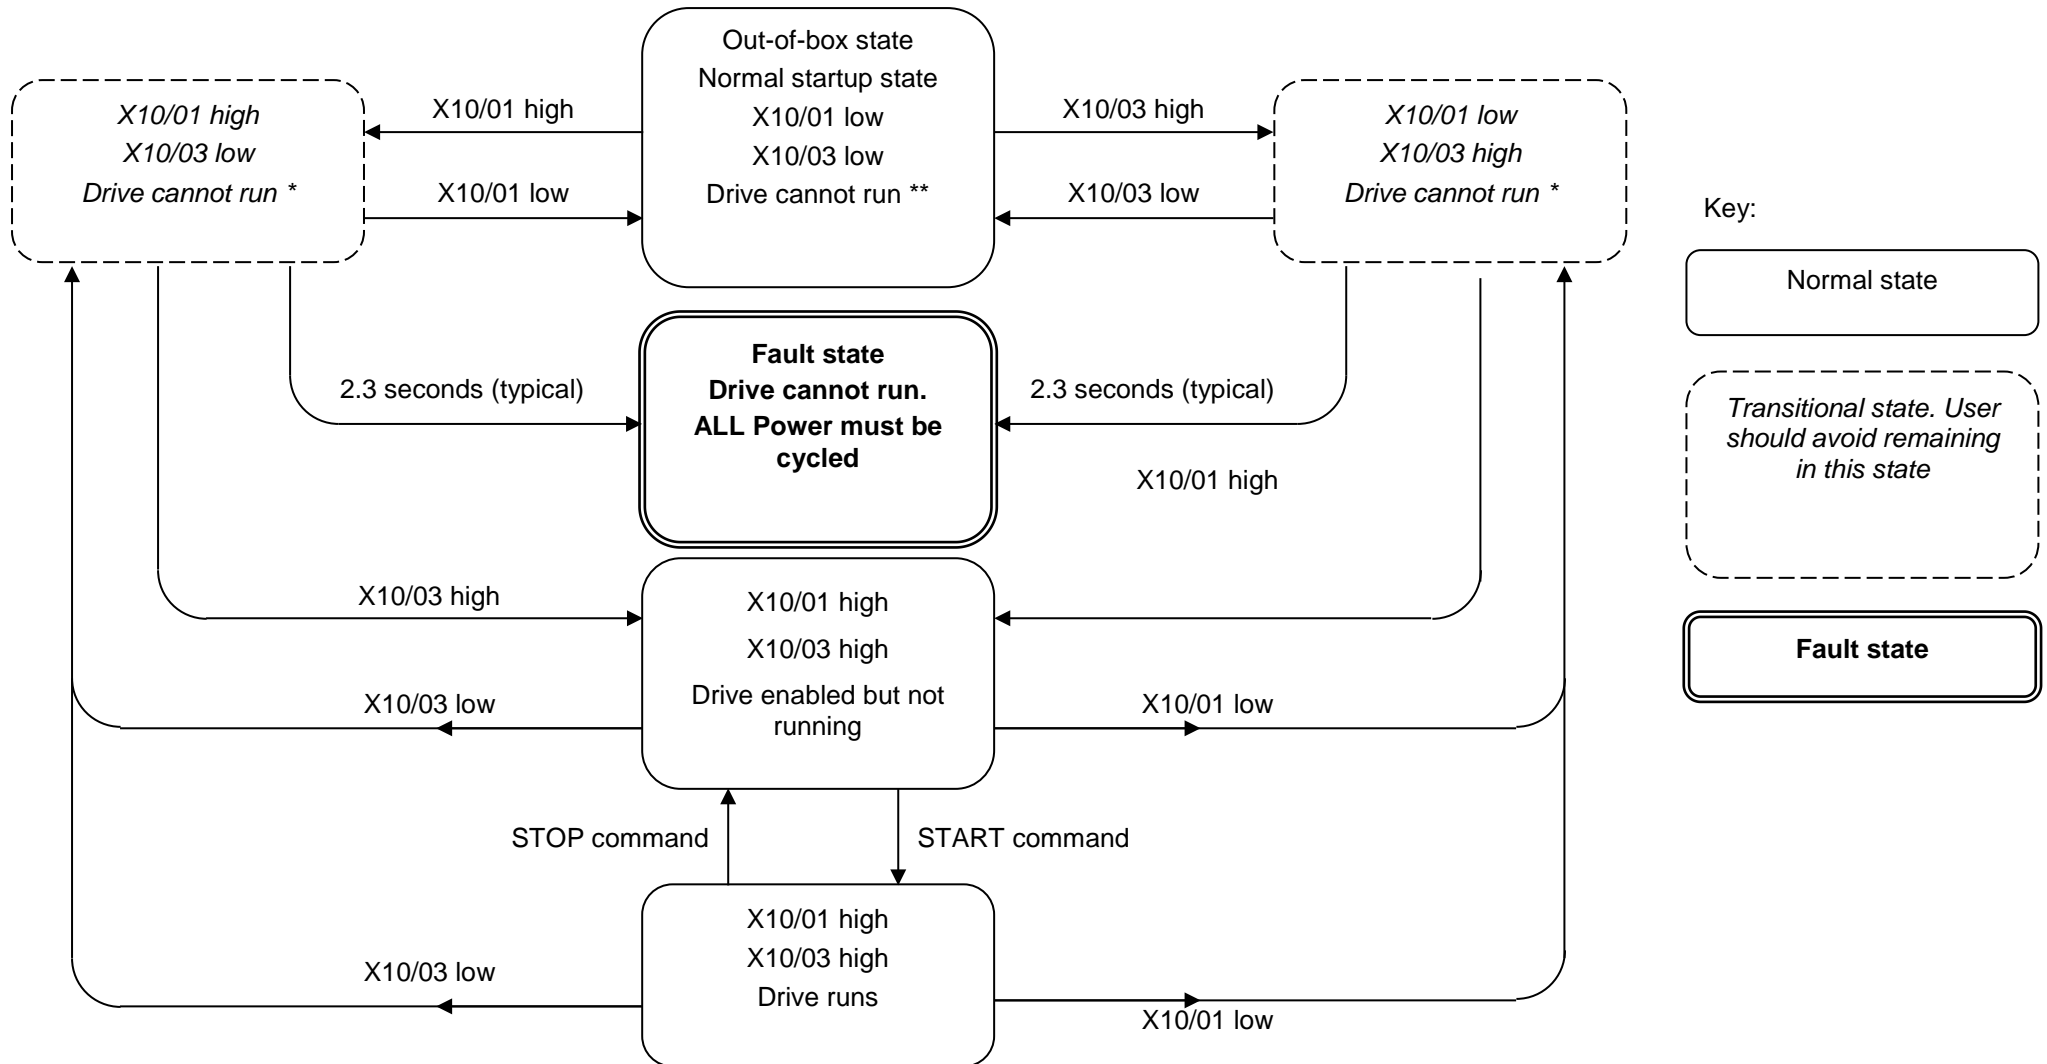 Out-of-box state
Normal startup state
X10/01 low
X10/03 low
Drive cannot run **
X10/01 high
X10/03 low
Drive cannot run *
X10/01 high
X10/01 low
X10/03 high
X10/03 low
X10/01 low
X10/03 high
Drive cannot run *
Fault state
Drive cannot run.
ALL Power must be
cycled
2.3 seconds (typical)
2.3 seconds (typical)
X10/01 high
X10/03 high
X10/01 high
X10/03 high
Drive enabled but not
running
X10/03 low
X10/01 low
STOP command
START command
X10/01 high
X10/03 high
Drive runs
X10/03 low
X10/01 low
Key:
Normal state
Transitional state. User
should avoid remaining
in this state
Fault state